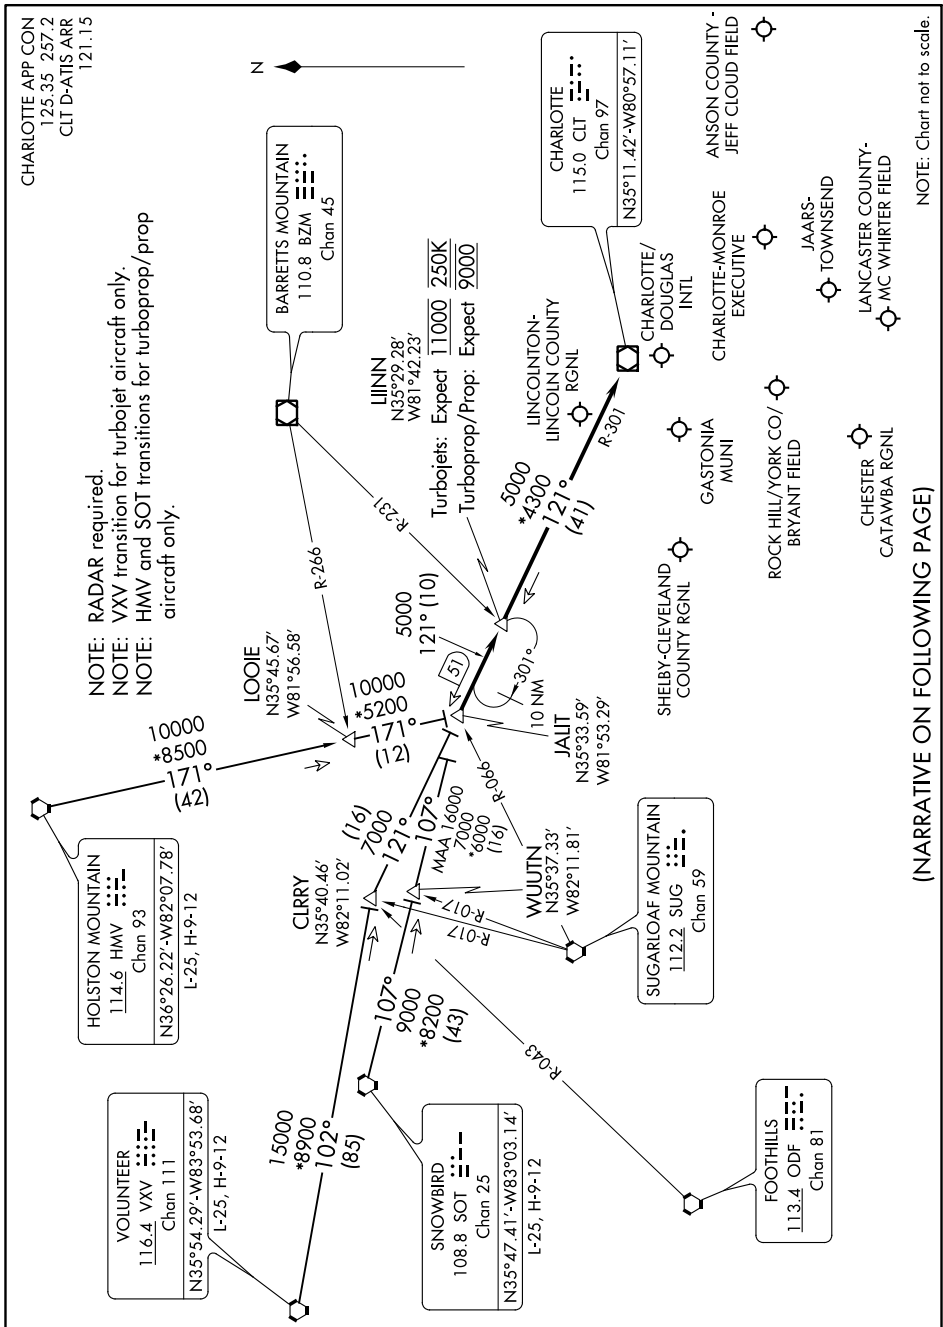 CHARLOTTE APP CON
125.35 257.2
CLT D-ATIS ARR
121.15
NOTE: RADAR required.
NOTE: VXV transition for turbojet aircraft only.
NOTE: HMV and SOT transitions for turboprop/prop
aircraft only.
N
HOLSTON MOUNTAIN
114.6 HMV
Chan 93
N36°26.22'-W82°07.78'
L-25, H-9-12
10000
*8500
171°
(42)
LOOIE
N35°45.67'
W81°56.58'
10000
*5200
171°
(12)
R-266
BARRETTS MOUNTAIN
110.8 BZM
Chan 45
R-231
LIINN
N35°29.28'
W81°42.23'
Turbojets: Expect 11000 250K
Turboprop/Prop: Expect 9000
VOLUNTEER
116.4 VXV
Chan 111
N35°54.29'-W83°53.68'
L-25, H-9-12
15000
*8900
102°
(85)
CLRRY
N35°40.46'
W82°11.02'
(16)
7000
121°
SNOWBIRD
108.8 SOT
Chan 25
N35°47.41'-W83°03.14'
L-25, H-9-12
107°
9000
*8200
(43)
107°
MAA 16000
7000
*6000
(16)
WUUTN
N35°37.33'
W82°11.81'
R-017
R-017
R-066
SUGARLOAF MOUNTAIN
112.2 SUG
Chan 59
R-043
FOOTHILLS
113.4 ODF
Chan 81
JALIT
N35°33.59'
W81°53.29'
51
5000
121° (10)
10 NM
301°
5000
*4300
121°
(41)
R-301
CHARLOTTE
115.0 CLT
Chan 97
N35°11.42'-W80°57.11'
LINCOLNTON-
LINCOLN COUNTY
RGNL
CHARLOTTE/
DOUGLAS
INTL
SHELBY-CLEVELAND
COUNTY RGNL
GASTONIA
MUNI
CHARLOTTE-MONROE
EXECUTIVE
ANSON COUNTY -
JEFF CLOUD FIELD
ROCK HILL/YORK CO/
BRYANT FIELD
JAARS-
TOWNSEND
CHESTER
CATAWBA RGNL
LANCASTER COUNTY-
MC WHIRTER FIELD
(NARRATIVE ON FOLLOWING PAGE)
NOTE: Chart not to scale.